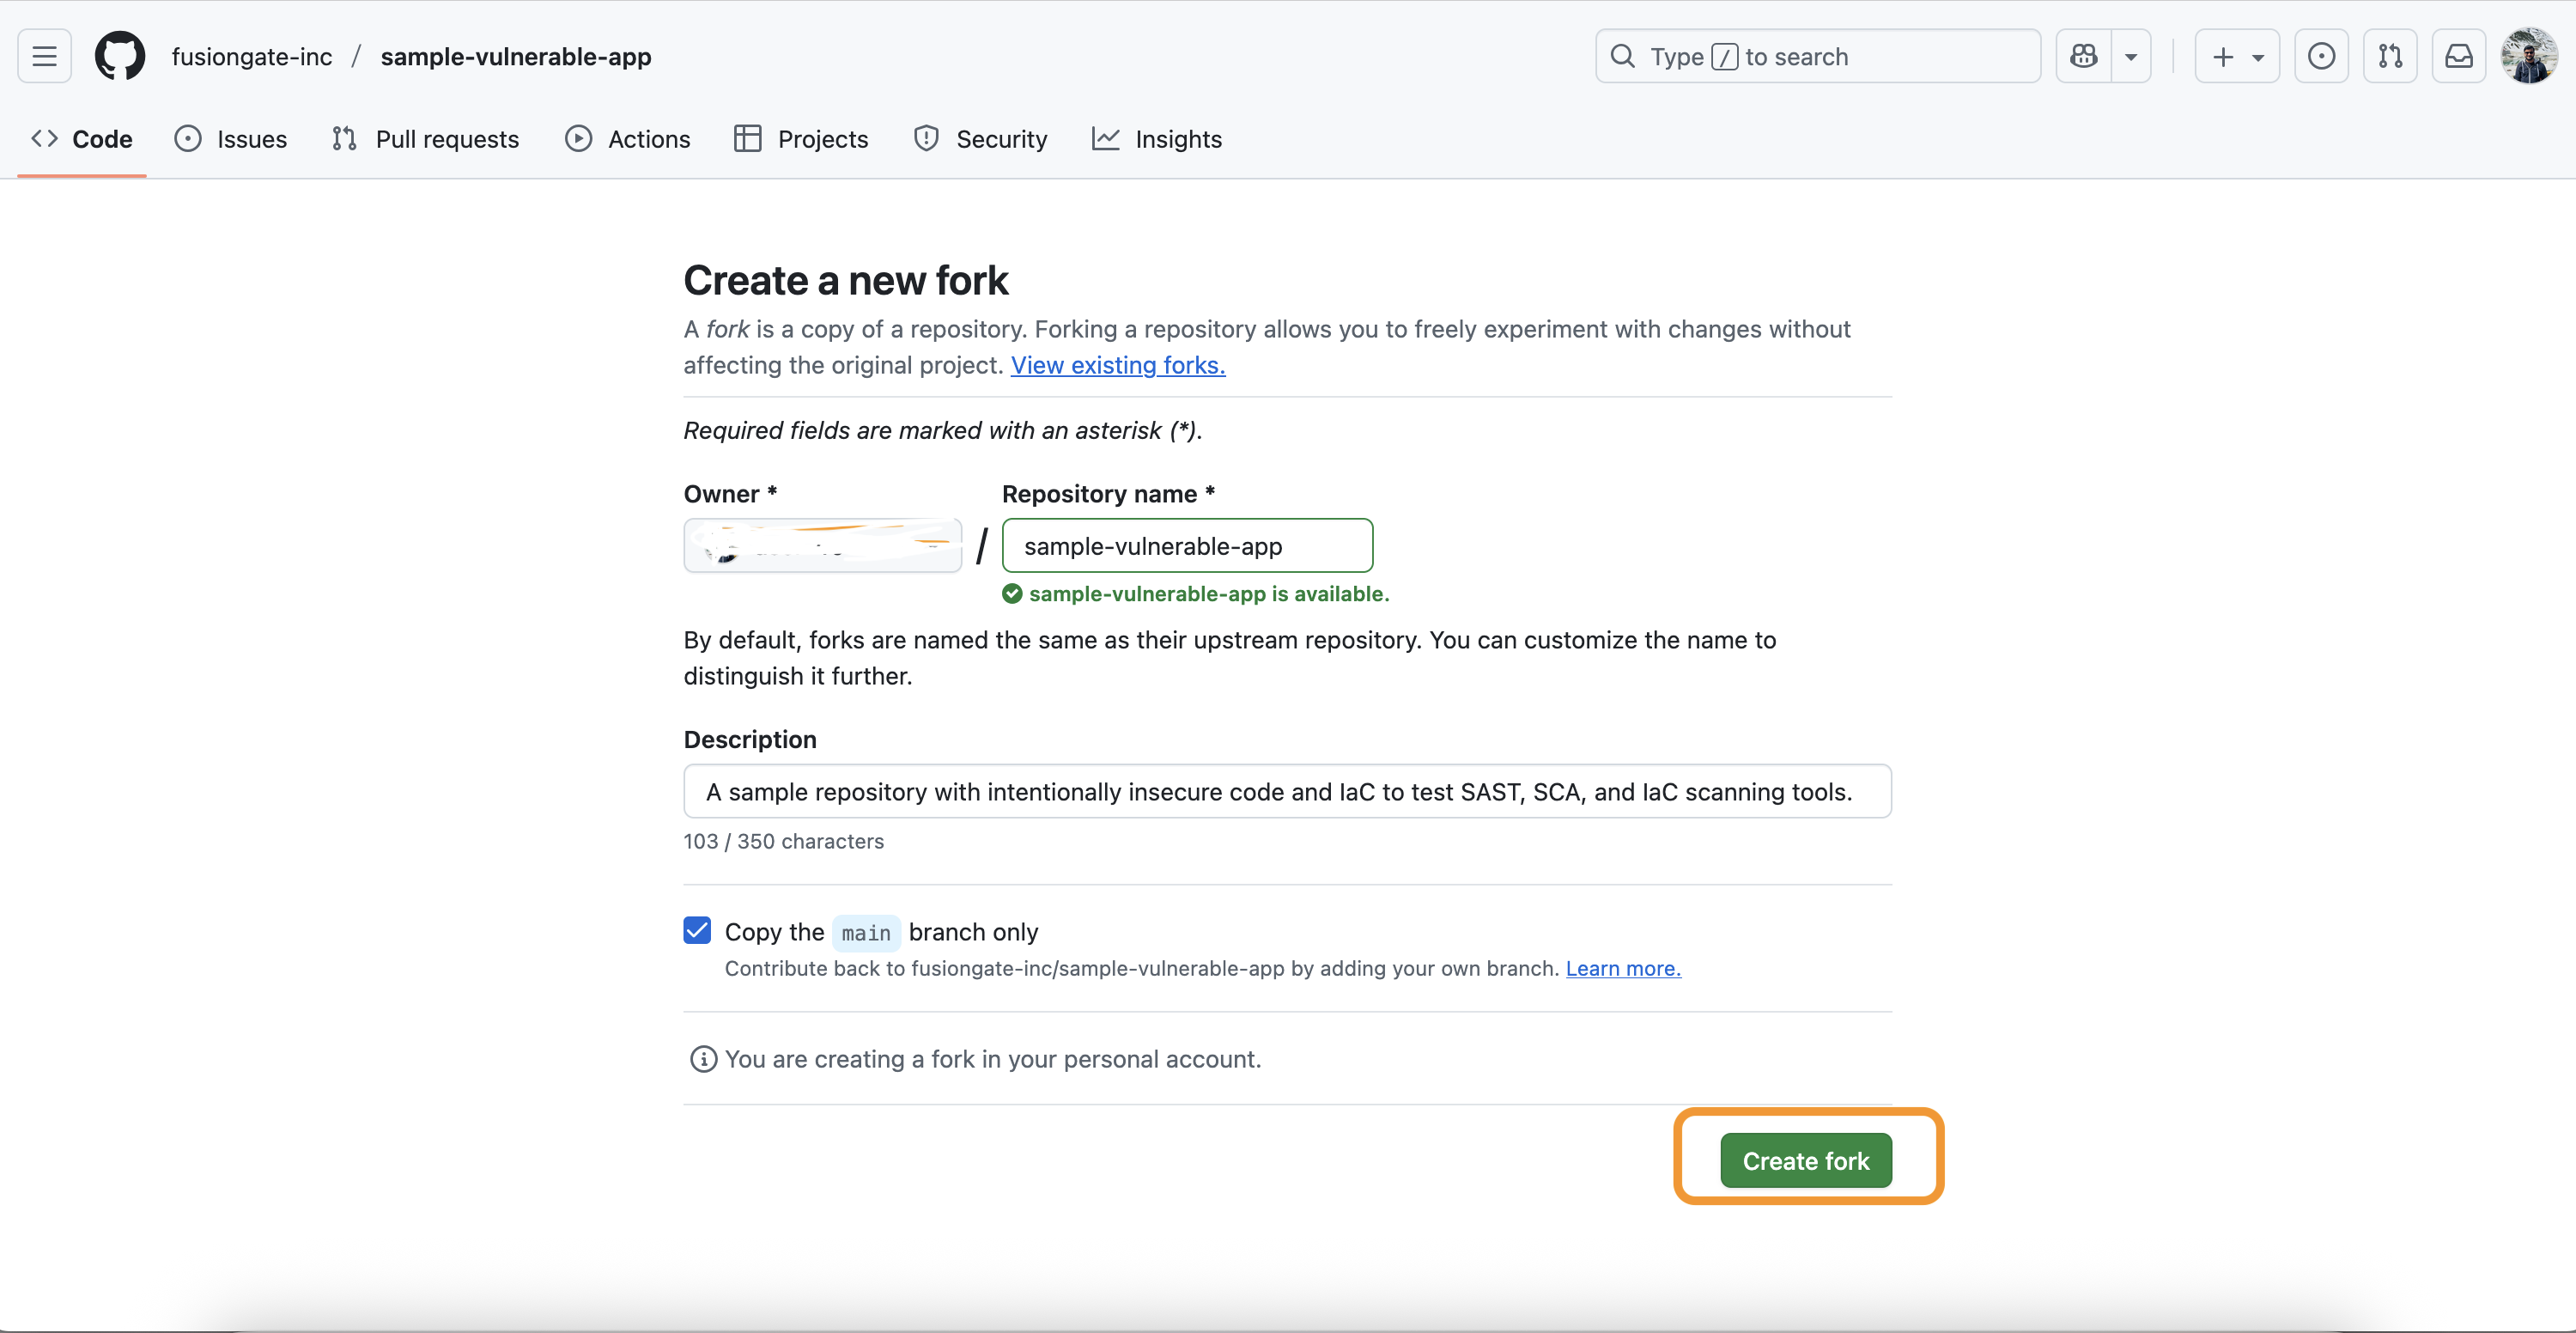 fusiongate-inc / sample-vulnerable-app
Type / to search
Code Issues Pull requests Actions Projects Security Insights
Create a new fork
A fork is a copy of a repository. Forking a repository allows you to freely experiment with changes without
affecting the original project. View existing forks.
Required fields are marked with an asterisk (*).
Owner * Repository name *
/ sample-vulnerable-app
sample-vulnerable-app is available.
By default, forks are named the same as their upstream repository. You can customize the name to
distinguish it further.
Description
A sample repository with intentionally insecure code and IaC to test SAST, SCA, and IaC scanning tools.
103 / 350 characters
Copy the main branch only
Contribute back to fusiongate-inc/sample-vulnerable-app by adding your own branch. Learn more.
You are creating a fork in your personal account.
Create fork